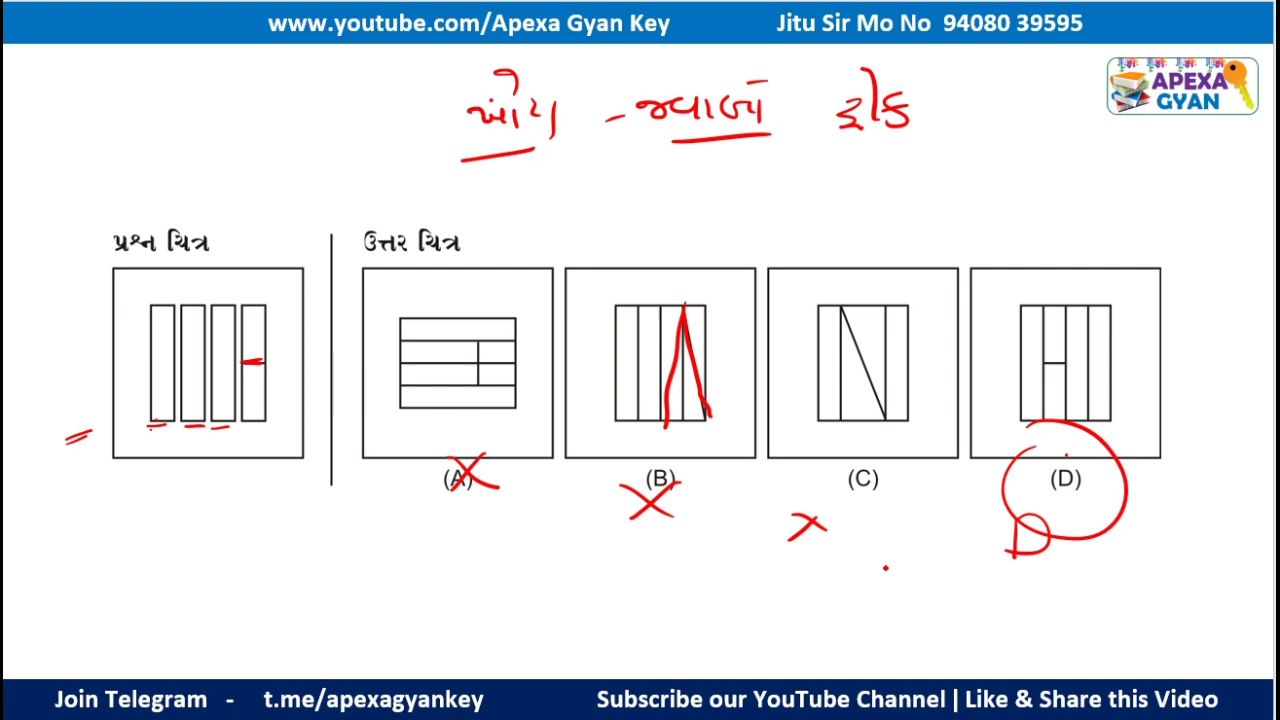 www.youtube.com/Apexa Gyan Key Jitu Sir Mo No 94080 39595
APEXA
GYAN
પ્રશ્ન ચિત્ર ઉત્તર ચિત્ર
(A) (B) (C) (D)
D
Join Telegram - t.me/apexagyankey Subscribe our YouTube Channel | Like & Share this Video